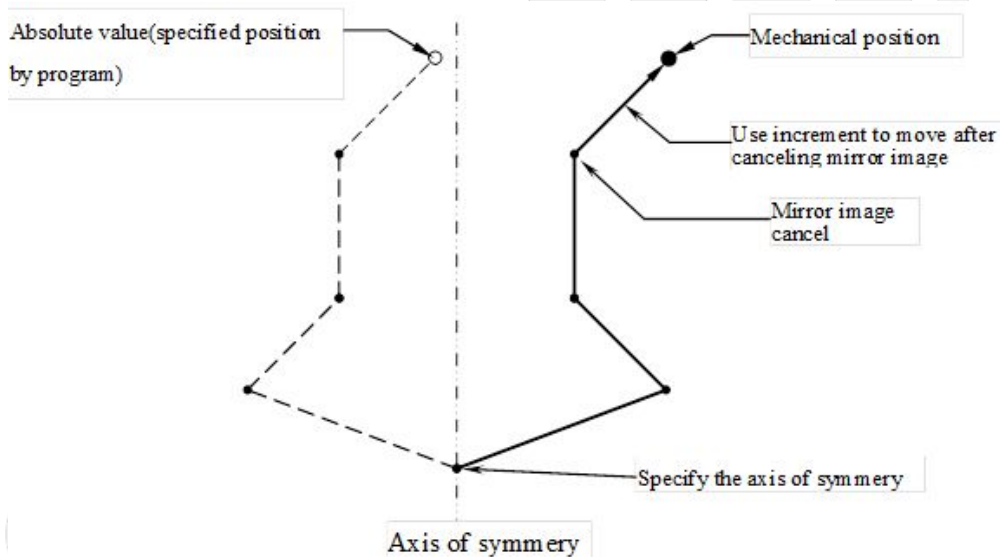 Absolute value(specified position
by program)
Mechanical position
Use increment to move after
canceling mirror image
Mirror image
cancel
Specify the axis of symmery
Axis of symmery